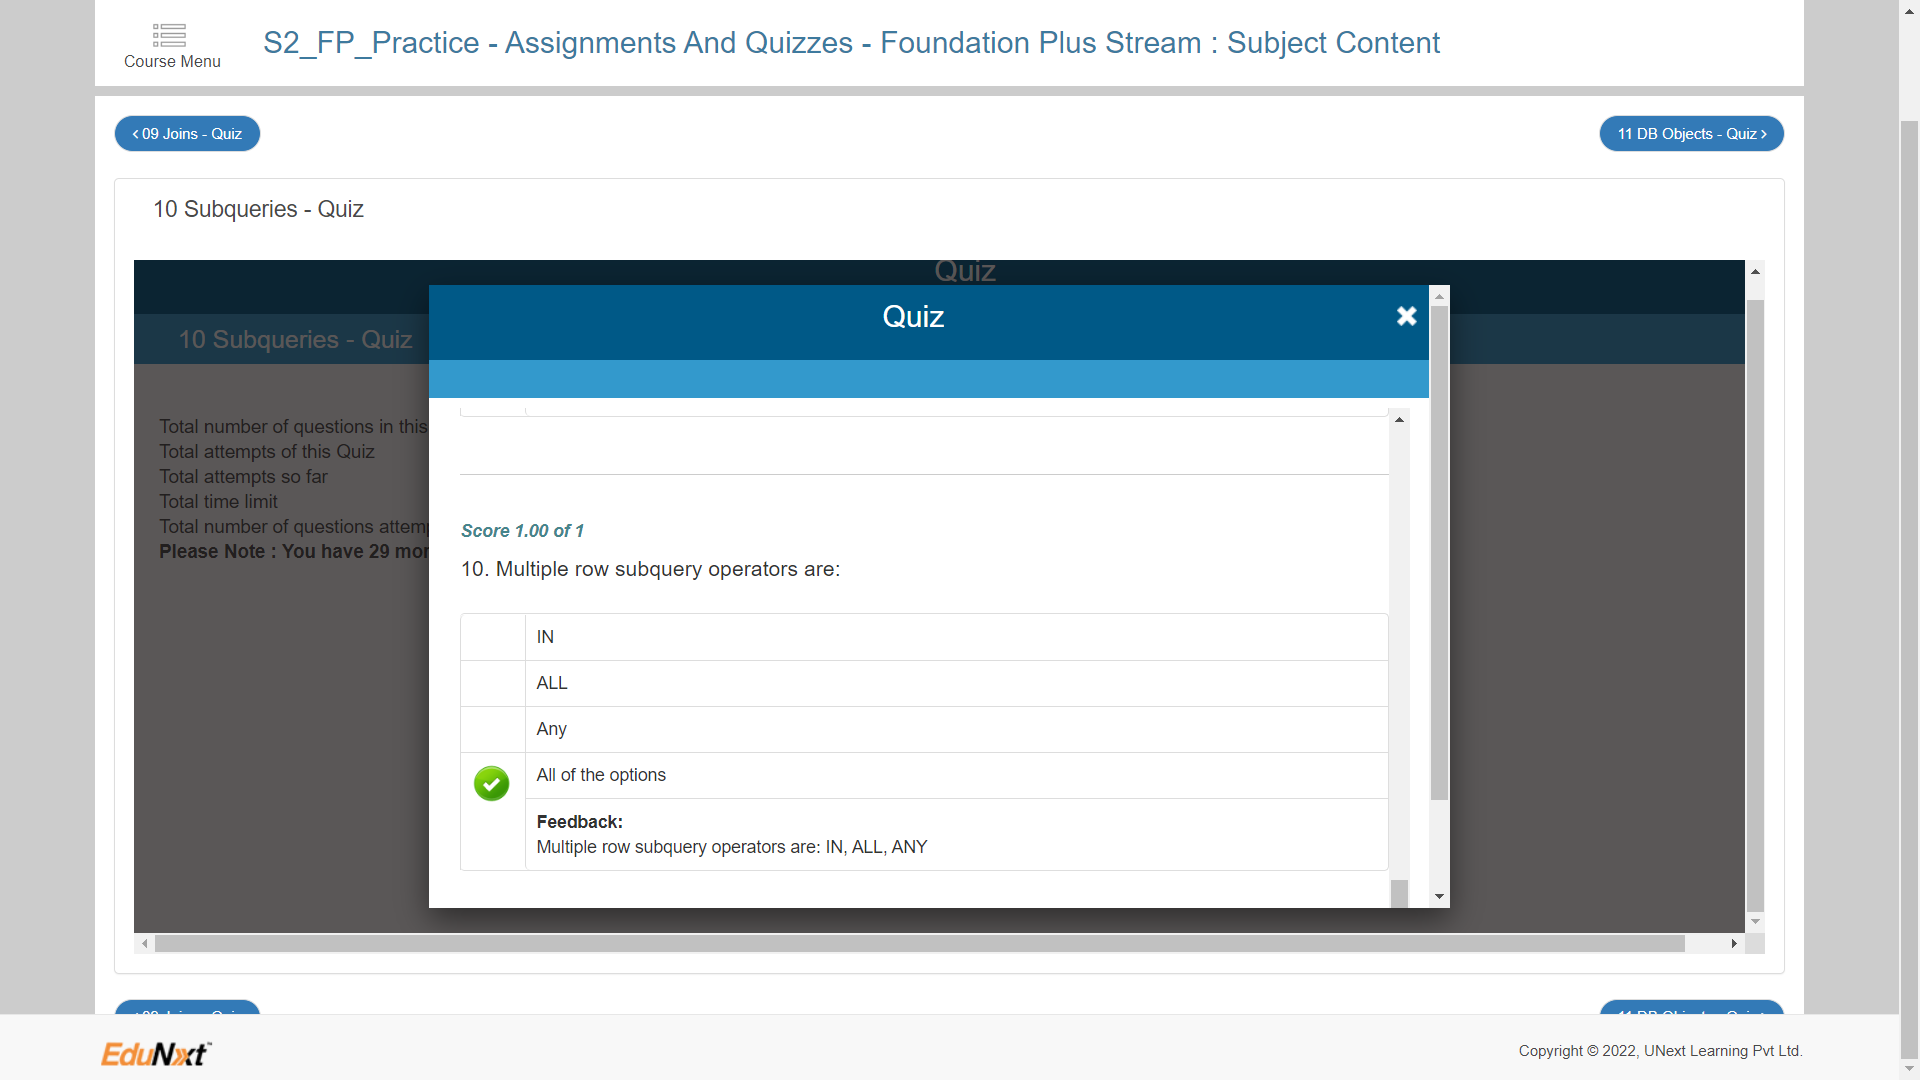 Course Menu
S2_FP_Practice - Assignments And Quizzes - Foundation Plus Stream : Subject Content
09 Joins - Quiz
11 DB Objects - Quiz
10 Subqueries - Quiz
Quiz
10 Subqueries - Quiz
Total number of questions in this
Total attempts of this Quiz
Total attempts so far
Total time limit
Total number of questions attemp
Please Note : You have 29 mor
Quiz
Score 1.00 of 1
10. Multiple row subquery operators are:
IN
ALL
Any
All of the options
Feedback:
Multiple row subquery operators are: IN, ALL, ANY
EduNxt
Copyright © 2022, UNext Learning Pvt Ltd.